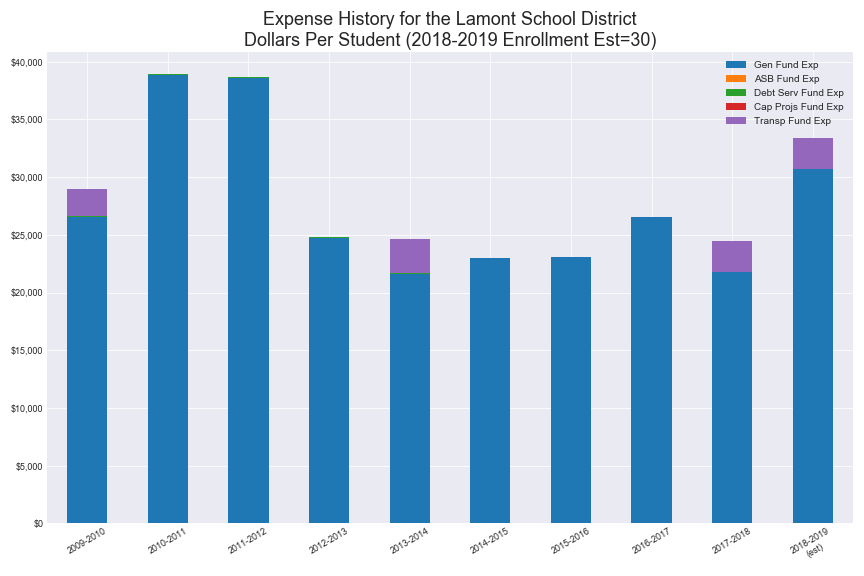 Expense History for the Lamont School District
Dollars Per Student (2018-2019 Enrollment Est=30)
Gen Fund Exp
ASB Fund Exp
Debt Serv Fund Exp
Cap Projs Fund Exp
Transp Fund Exp
$40,000
$35,000
$30,000
$25,000
$20,000
$15,000
$10,000
$5,000
$0
2009-2010
2010-2011
2011-2012
2012-2013
2013-2014
2014-2015
2015-2016
2016-2017
2017-2018
2018-2019
(est)